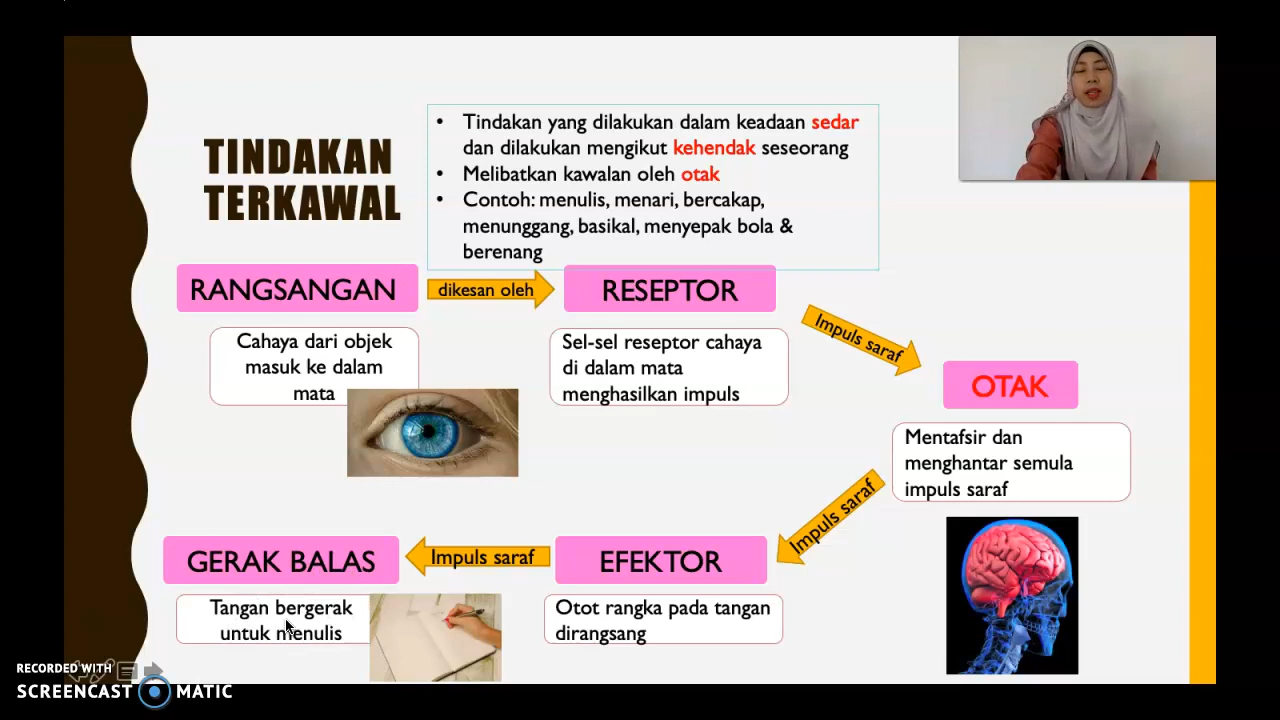 TINDAKAN
TERKAWAL
• Tindakan yang dilakukan dalam keadaan sedar
dan dilakukan mengikut kehendak seseorang
• Melibatkan kawalan oleh otak
• Contoh: menulis, menari, bercakap,
menunggang, basikal, menyepak bola &
berenang
RANGSANGAN
dikesan oleh
RESEPTOR
Impuls saraf
Cahaya dari objek
masuk ke dalam
mata
Sel-sel reseptor cahaya
di dalam mata
menghasilkan impuls
OTAK
Mentafsir dan
menghantar semula
impuls saraf
Impuls saraf
EFEKTOR
Impuls saraf
GERAK BALAS
Otot rangka pada tangan
dirangsang
Tangan bergerak
untuk menulis
RECORDED WITH
SCREENCAST MATIC